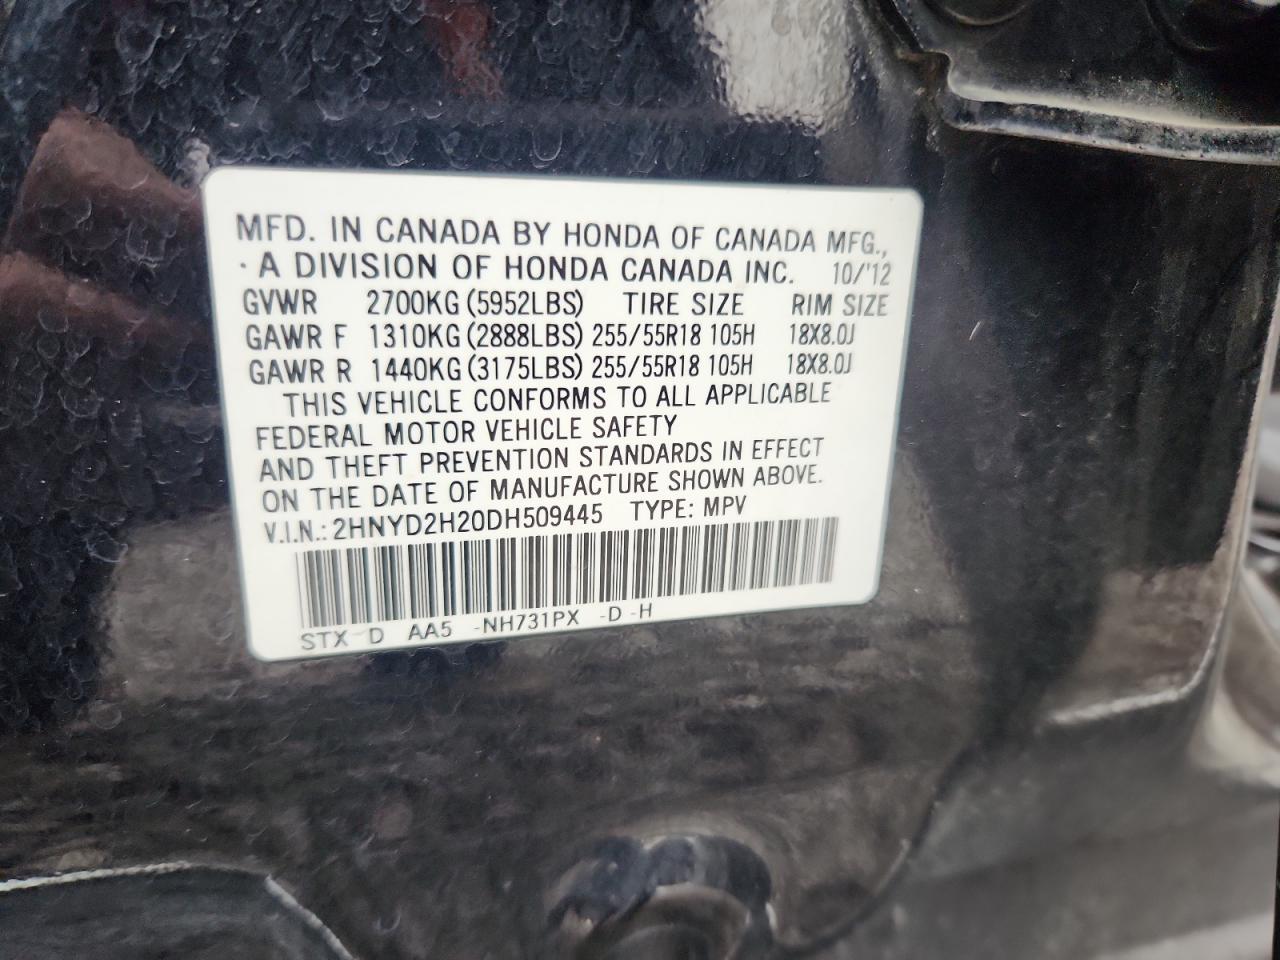 MFD. IN CANADA BY HONDA OF CANADA MFG.,
· A DIVISION OF HONDA CANADA INC. 10/'12
GVWR 2700KG (5952LBS) TIRE SIZE RIM SIZE
GAWR F 1310KG (2888LBS) 255/55R18 105H 18X8.0J
GAWR R 1440KG (3175LBS) 255/55R18 105H 18X8.0J
THIS VEHICLE CONFORMS TO ALL APPLICABLE
FEDERAL MOTOR VEHICLE SAFETY
AND THEFT PREVENTION STANDARDS IN EFFECT
ON THE DATE OF MANUFACTURE SHOWN ABOVE.
V.I.N.: 2HNYD2H20DH509445 TYPE: MPV
STX D AA5 -NH731PX -D -H